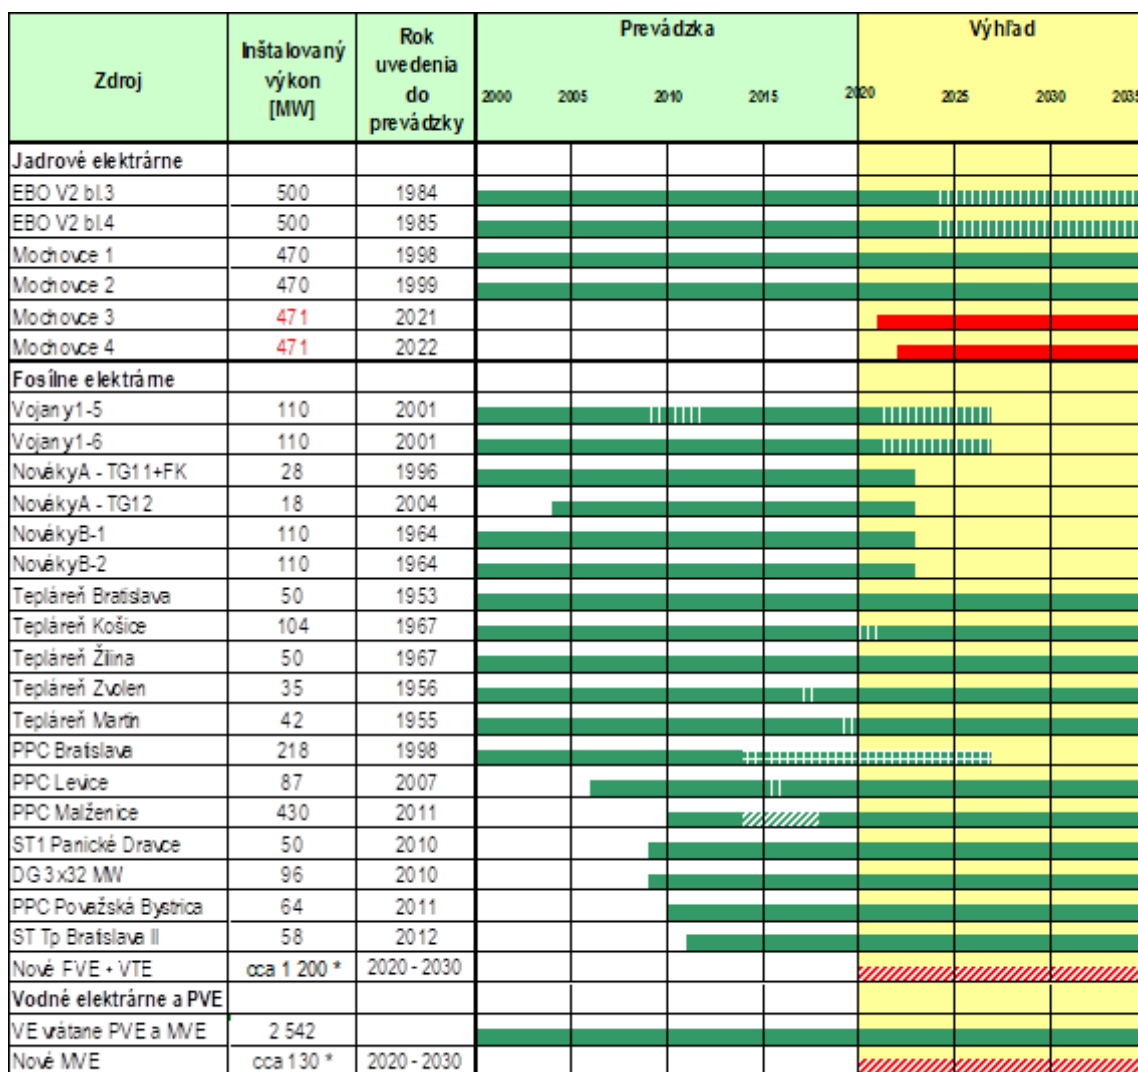 Zdroj
Inštalovaný
výkon
[MW]
Rok
uvedenia
do
prevádzky
Prevádzka
Výhľad
2000 2005 2010 2015 2020 2025 2030 2035
Jadrové elektrárne
EBO V2 bl.3 500 1984
EBO V2 bl.4 500 1985
Mochovce 1 470 1998
Mochovce 2 470 1999
Mochovce 3 471 2021
Mochovce 4 471 2022
Fosílne elektrárne
Vojany1-5 110 2001
Vojany1-6 110 2001
NovákyA - TG11+FK 28 1996
NovákyA - TG12 18 2004
NovákyB-1 110 1964
NovákyB-2 110 1964
Tepláreň Bratislava 50 1953
Tepláreň Košice 104 1967
Tepláreň Žilina 50 1967
Tepláreň Zvolen 35 1956
Tepláreň Martin 42 1955
PPC Bratislava 218 1998
PPC Levice 87 2007
PPC Malženice 430 2011
ST1 Panické Dravce 50 2010
DG 3x32 MW 96 2010
PPC Považská Bystrica 64 2011
ST Tp Bratislava II 58 2012
Nové FVE + VTE cca 1 200 * 2020 - 2030
Vodné elektrárne a PVE
VE vrátane PVE a MVE 2 542
Nové MVE cca 130 * 2020 - 2030